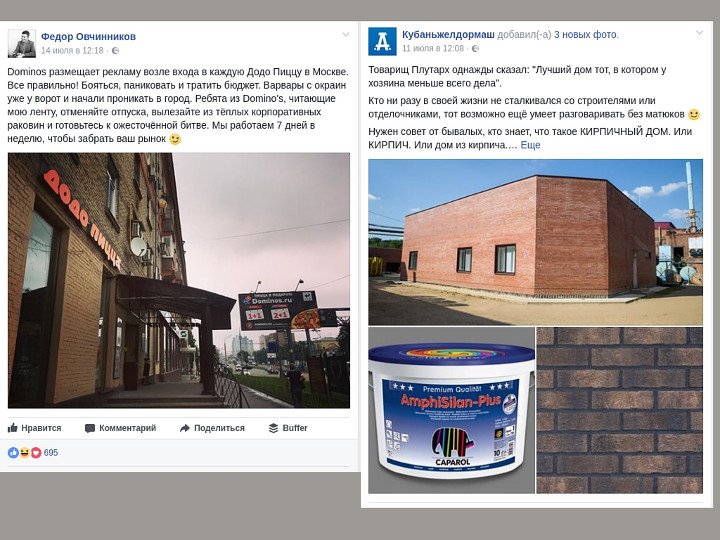 Федор Овчинников
14 июля в 12:18 ·
Dominos размещает рекламу возле входа в каждую Додо Пиццу в Москве.
Все правильно! Бояться, паниковать и тратить бюджет. Варвары с окраин
уже у ворот и начали проникать в город. Ребята из Domino's, читающие
мою ленту, отменяйте отпуска, вылезайте из тёплых корпоративных
раковин и готовьтесь к ожесточённой битве. Мы работаем 7 дней в
неделю, чтобы забрать ваш рынок
ДОДО ПИЦЦА
Dominos.ru
1+1
2+1
Нравится
Комментарий
Поделиться
Buffer
695
Кубаньжелдормаш добавил(-а) 3 новых фото.
11 июля в 12:08 ·
Товарищ Плутарх однажды сказал: "Лучший дом тот, в котором у
хозяина меньше всего дела".
Кто ни разу в своей жизни не сталкивался со строителями или
отделочниками, тот возможно ещё умеет разговаривать без матюков
Нужен совет от бывалых, кто знает, что такое КИРПИЧНЫЙ ДОМ. Или
КИРПИЧ. Или дом из кирпича.… Еще
Premium Qualität
AmphiSilan-Plus
CAPAROL
10